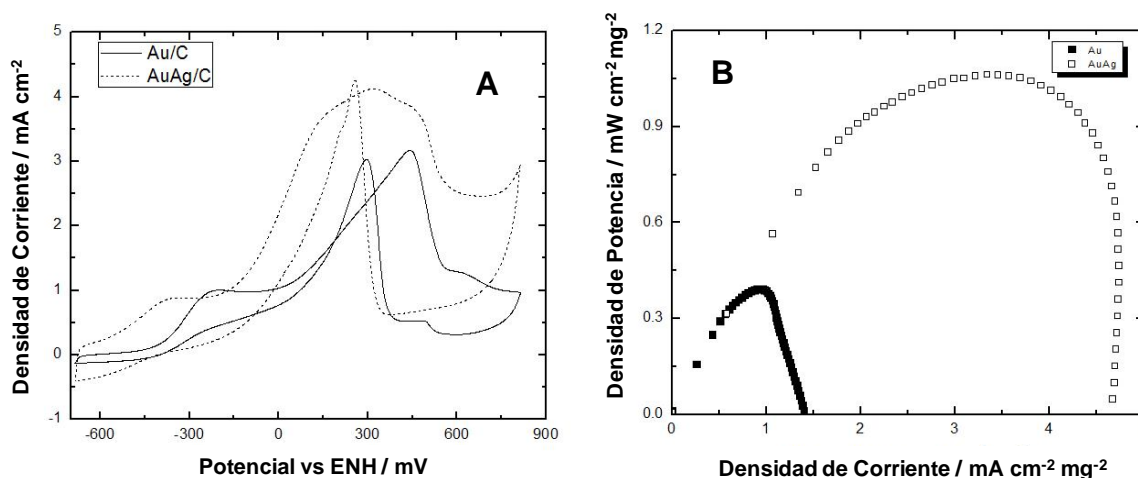 Densidad de Corriente / mA cm-2
5
4
3
2
1
0
-1
Au/C
AuAg/C
A
-600 -300 0 300 600 900
Potencial vs ENH / mV
Densidad de Potencia / mW cm-2mg-2
1.2
0.9
0.6
0.3
0.0
B
Au
AuAg
0 1 2 3 4
Densidad de Corriente / mA cm-2 mg-2